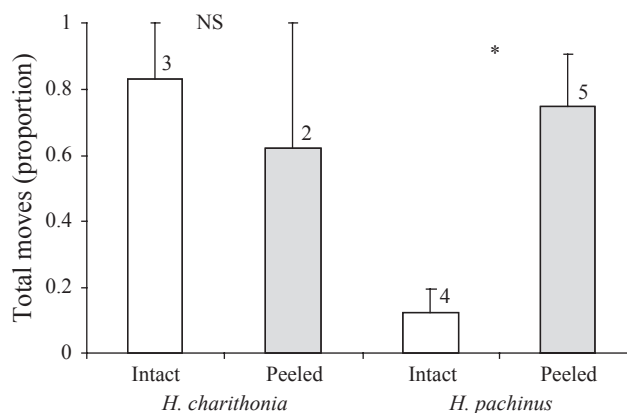 Total moves (proportion)
1
0.8
0.6
0.4
0.2
0
NS
*
3
2
4
5
Intact
Peeled
Intact
Peeled
H. charithonia
H. pachinus